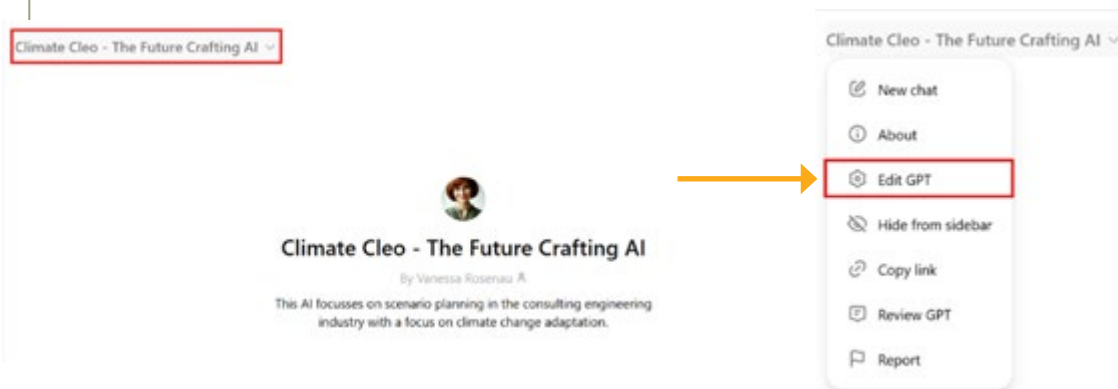 Climate Cleo - The Future Crafting AI
Climate Cleo - The Future Crafting AI
By Vanessa Rosenau
This AI focusses on scenario planning in the consulting engineering
industry with a focus on climate change adaptation.
Climate Cleo - The Future Crafting AI
New chat
About
Edit GPT
Hide from sidebar
Copy link
Review GPT
Report